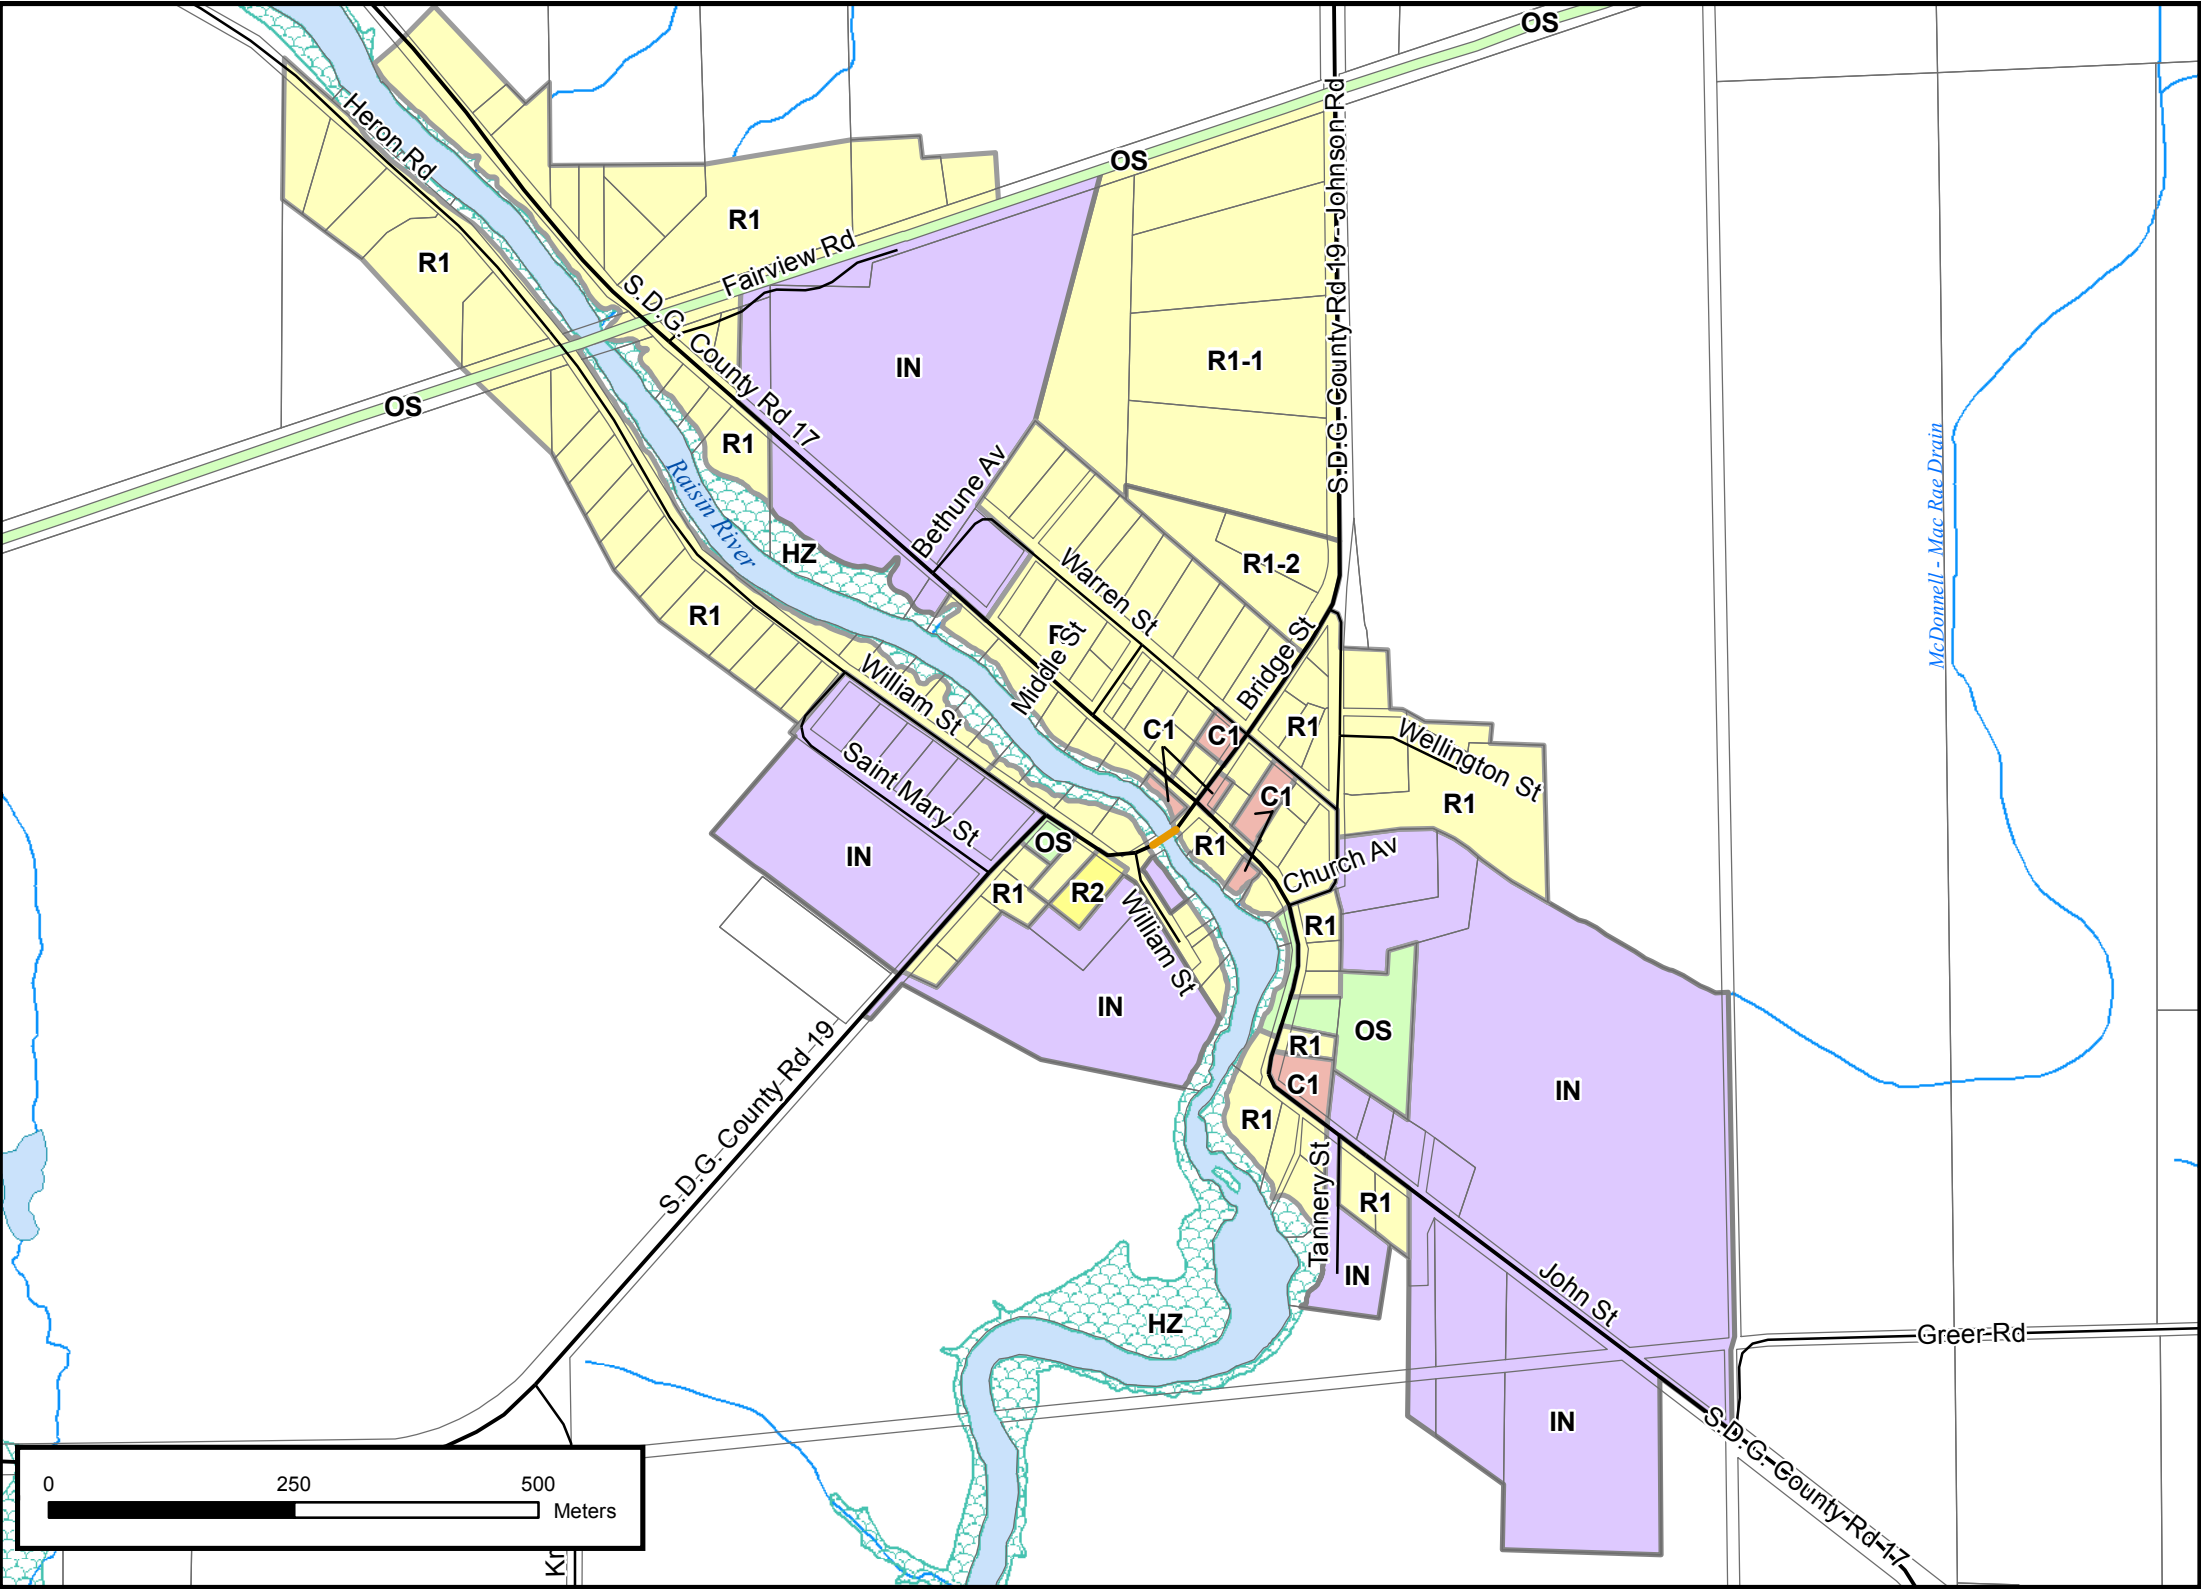 OS
Heron Rd
S.D.G. County Rd 19 - Johnson Rd
OS
R1
R1
Fairview Rd
S.D.G. County Rd 17
IN
R1-1
OS
R1
Raisin River
Bethune Av
McDonnell - Mac Rae Drain
HZ
R1-2
Warren St
R1
Middle St
Bridge St
William St
C1
C1
R1
Wellington St
Saint Mary St
C1
R1
IN
OS
R1
Church Av
R1
R2
William St
R1
IN
OS
R1
S.D.G. County Rd 19
C1
IN
R1
Tannery St
R1
IN
John St
HZ
Greer Rd
IN
S.D.G. County Rd 17
0 250 500
Meters